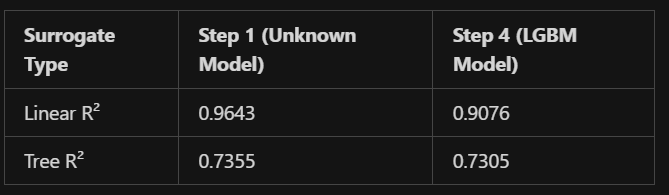 Surrogate Type	Step 1 (Unknown Model)	Step 4 (LGBM Model)
Linear R²	0.9643	0.9076
Tree R²	0.7355	0.7305